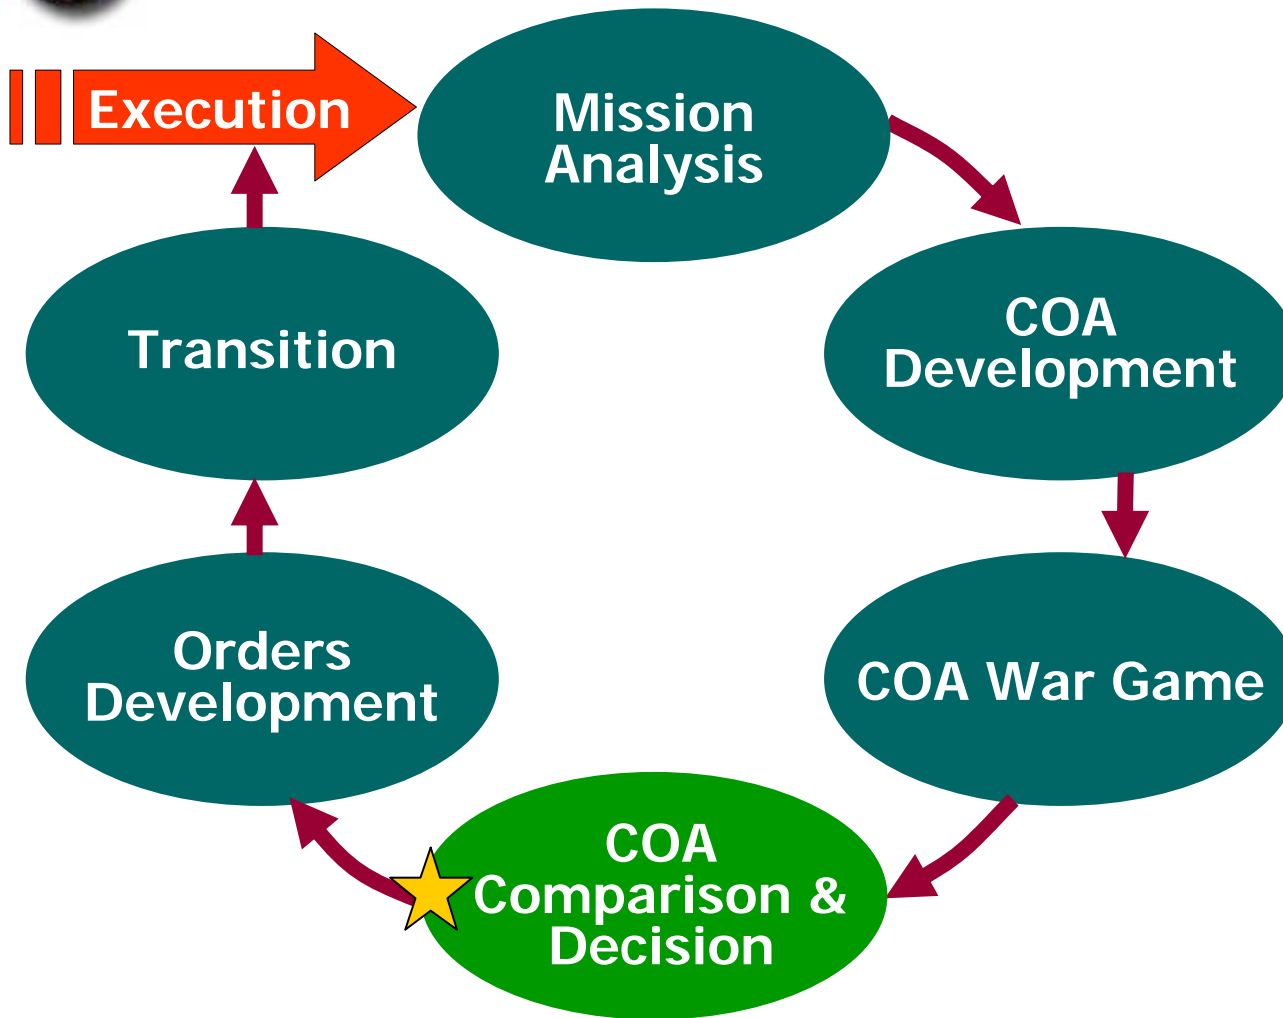 Execution
Mission
Analysis
COA
Development
COA War Game
COA
Comparison &
Decision
Orders
Development
Transition